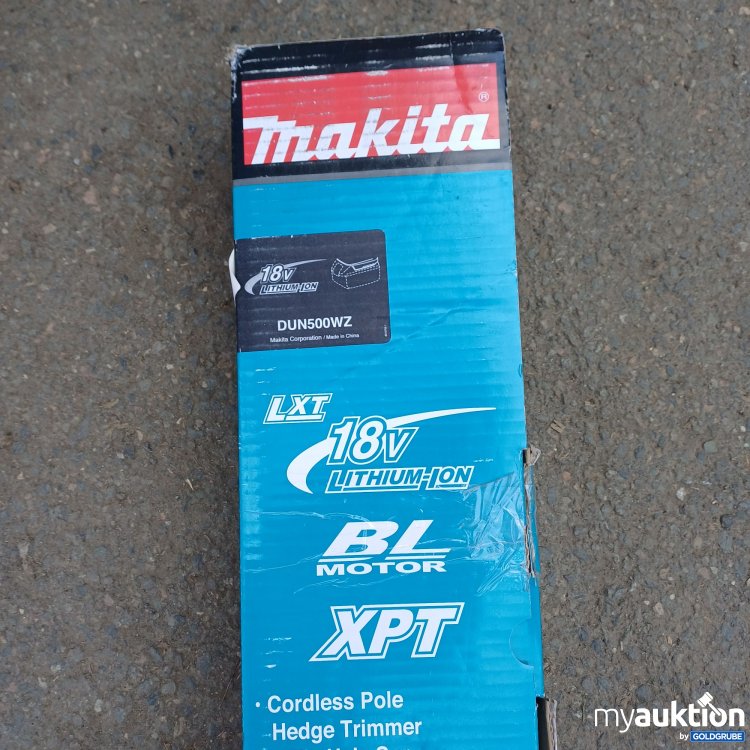 makita®
18V
LITHIUM-ION
DUN500WZ
Makita Corporation / Made in China
LXT
18V
LITHIUM-ION
BL
MOTOR
XPT
• Cordless Pole
Hedge Trimmer
myauktion
by GOLDGRUBE